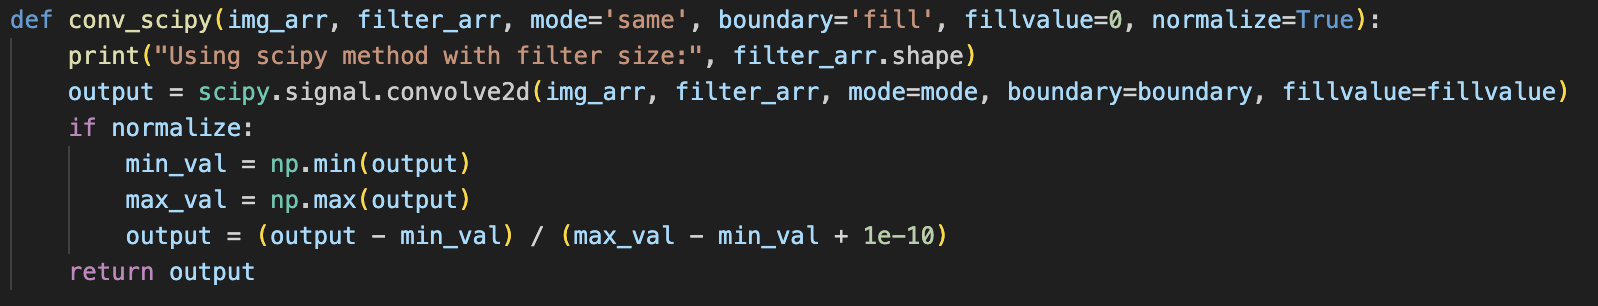 def conv_scipy(img_arr, filter_arr, mode='same', boundary='fill', fillvalue=0, normalize=True):
    print("Using scipy method with filter size:", filter_arr.shape)
    output = scipy.signal.convolve2d(img_arr, filter_arr, mode=mode, boundary=boundary, fillvalue=fillvalue)
    if normalize:
        min_val = np.min(output)
        max_val = np.max(output)
        output = (output - min_val) / (max_val - min_val + 1e-10)
    return output